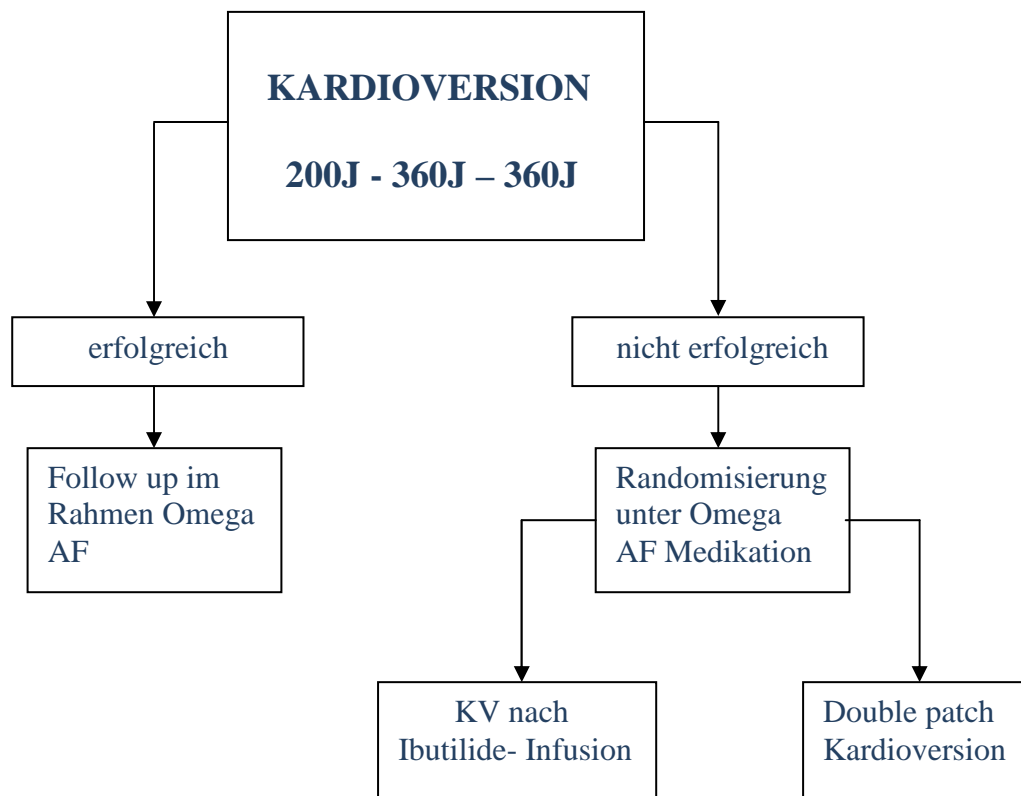 KARDIOVERSION
200J - 360J – 360J
erfolgreich
nicht erfolgreich
Follow up im
Rahmen Omega
AF
Randomisierung
unter Omega
AF Medikation
KV nach
Ibutilide- Infusion
Double patch
Kardioversion